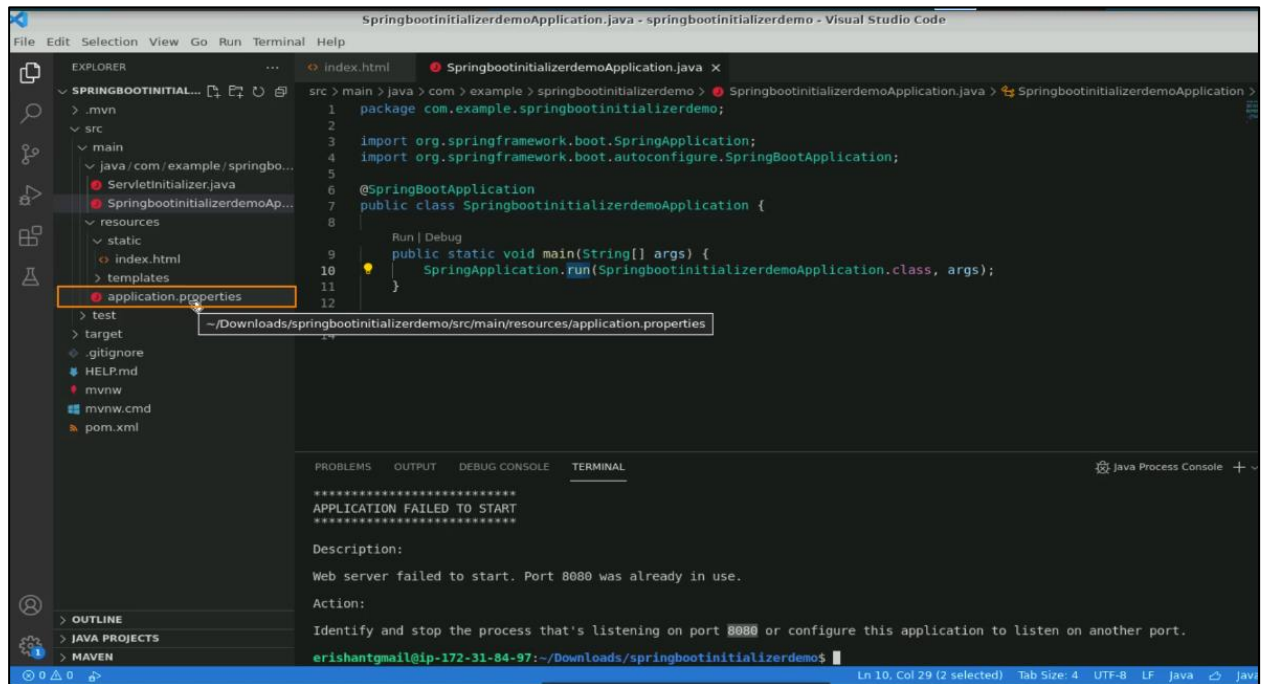 SpringbootinitializerdemoApplication.java - springbootinitializerdemo - Visual Studio Code
File Edit Selection View Go Run Terminal Help
EXPLORER ...
SPRINGBOOTINITIAL...
> .mvn
src
main
java/com/example/springbo...
ServletInitializer.java
SpringbootinitializerdemoAp...
resources
static
<> index.html
> templates
application.properties
> test
> target
.gitignore
HELP.md
mvnw
mvnw.cmd
pom.xml
> OUTLINE
> JAVA PROJECTS
> MAVEN
<> index.html SpringbootinitializerdemoApplication.java ×
src > main > java > com > example > springbootinitializerdemo > SpringbootinitializerdemoApplication.java > SpringbootinitializerdemoApplication >
1 package com.example.springbootinitializerdemo;
2
3 import org.springframework.boot.SpringApplication;
4 import org.springframework.boot.autoconfigure.SpringBootApplication;
5
6 @SpringBootApplication
7 public class SpringbootinitializerdemoApplication {
8
Run | Debug
9 public static void main(String[] args) {
10 SpringApplication.run(SpringbootinitializerdemoApplication.class, args);
11 }
12
~/Downloads/springbootinitializerdemo/src/main/resources/application.properties
14
PROBLEMS OUTPUT DEBUG CONSOLE TERMINAL Java Process Console +
***************************
APPLICATION FAILED TO START
***************************
Description:
Web server failed to start. Port 8080 was already in use.
Action:
Identify and stop the process that's listening on port 8080 or configure this application to listen on another port.
erishantgmail@ip-172-31-84-97:~/Downloads/springbootinitializerdemo$
1
0 0 Ln 10, Col 29 (2 selected) Tab Size: 4 UTF-8 LF Java Java